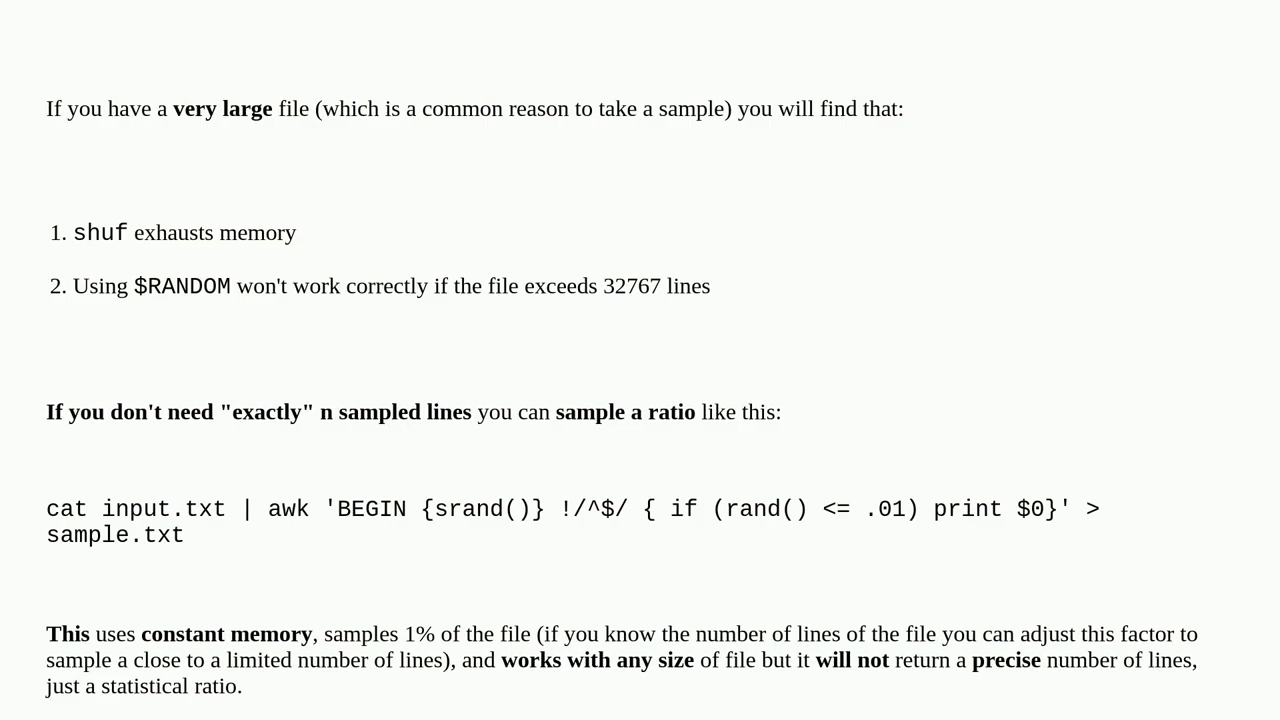 If you have a very large file (which is a common reason to take a sample) you will find that:
1. shuf exhausts memory
2. Using $RANDOM won't work correctly if the file exceeds 32767 lines
If you don't need "exactly" n sampled lines you can sample a ratio like this:
cat input.txt | awk 'BEGIN {srand()} !/^$/ { if (rand() <= .01) print $0}' >
sample.txt
This uses constant memory, samples 1% of the file (if you know the number of lines of the file you can adjust this factor to
sample a close to a limited number of lines), and works with any size of file but it will not return a precise number of lines,
just a statistical ratio.